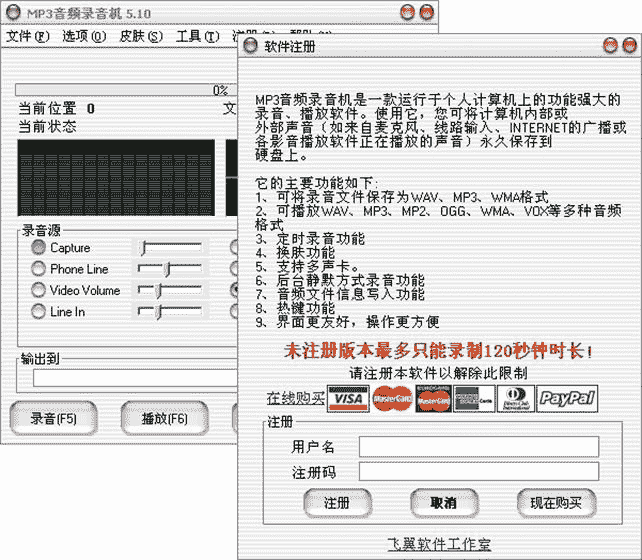 MP3音频录音机 5.10
文件(F) 选项(O) 皮肤(S) 工具(T)
0%
当前位置 0 文
当前状态
录音源
Capture
Phone Line
Video Volume
Line In
输出到
录音(F5) 播放(F6)
软件注册
MP3音频录音机是一款运行于个人计算机上的功能强大的
录音、播放软件。使用它，您可将计算机内部或
外部声音（如来自麦克风、线路输入、INTERNET的广播或
各影音播放软件正在播放的声音）永久保存到
硬盘上。
它的主要功能如下:
1、可将录音文件保存为WAV、MP3、WMA格式
2、可播放WAV、MP3、MP2、OGG、WMA、VOX等多种音频
格式
3、定时录音功能
4、换肤功能
5、支持多声卡。
6、后台静默方式录音功能
7、音频文件信息写入功能
8、热键功能
9、界面更友好，操作更方便
未注册版本最多只能录制120秒钟时长!
请注册本软件以解除此限制
在线购买 VISA MasterCard PayPal
注册
用户名
注册码
注册 取消 现在购买
飞翼软件工作室